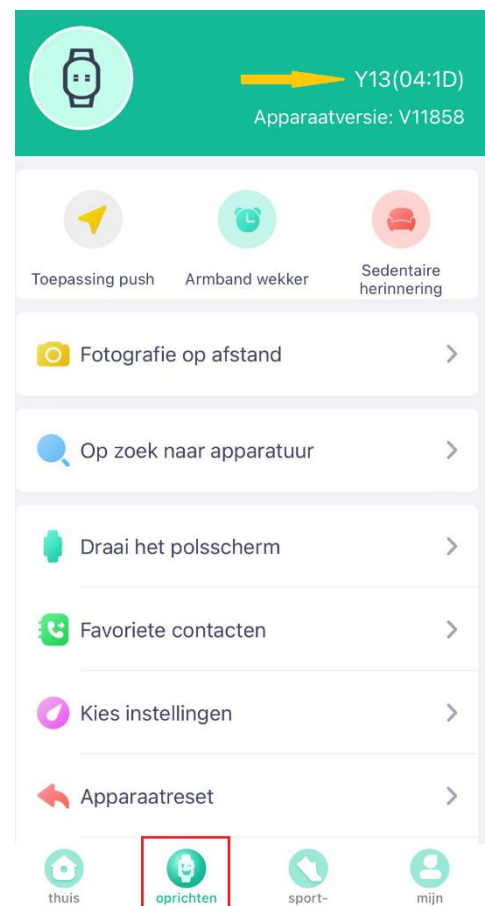 Y13(04:1D)
Apparaatversie: V11858
Toepassing push
Armband wekker
Sedentaire
herinnering
Fotografie op afstand
Op zoek naar apparatuur
Draai het polsscherm
Favoriete contacten
Kies instellingen
Apparaatreset
thuis
oprichten
sport-
mijn